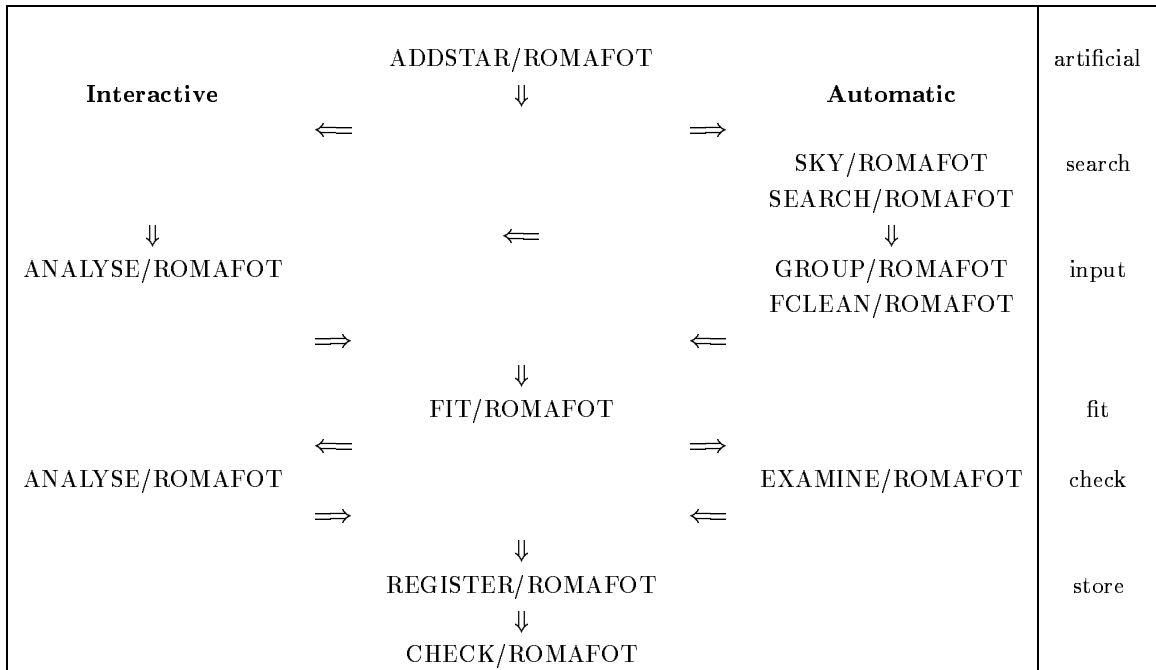 ADDSTAR/ROMAFOT artificial
Interactive ⇓ Automatic
⇐ ⇒
SKY/ROMAFOT search
SEARCH/ROMAFOT
⇓ ⇐ ⇓
ANALYSE/ROMAFOT GROUP/ROMAFOT input
FCLEAN/ROMAFOT
⇒ ⇐
⇓
FIT/ROMAFOT fit
⇐ ⇒
ANALYSE/ROMAFOT EXAMINE/ROMAFOT check
⇒ ⇐
⇓
REGISTER/ROMAFOT store
⇓
CHECK/ROMAFOT